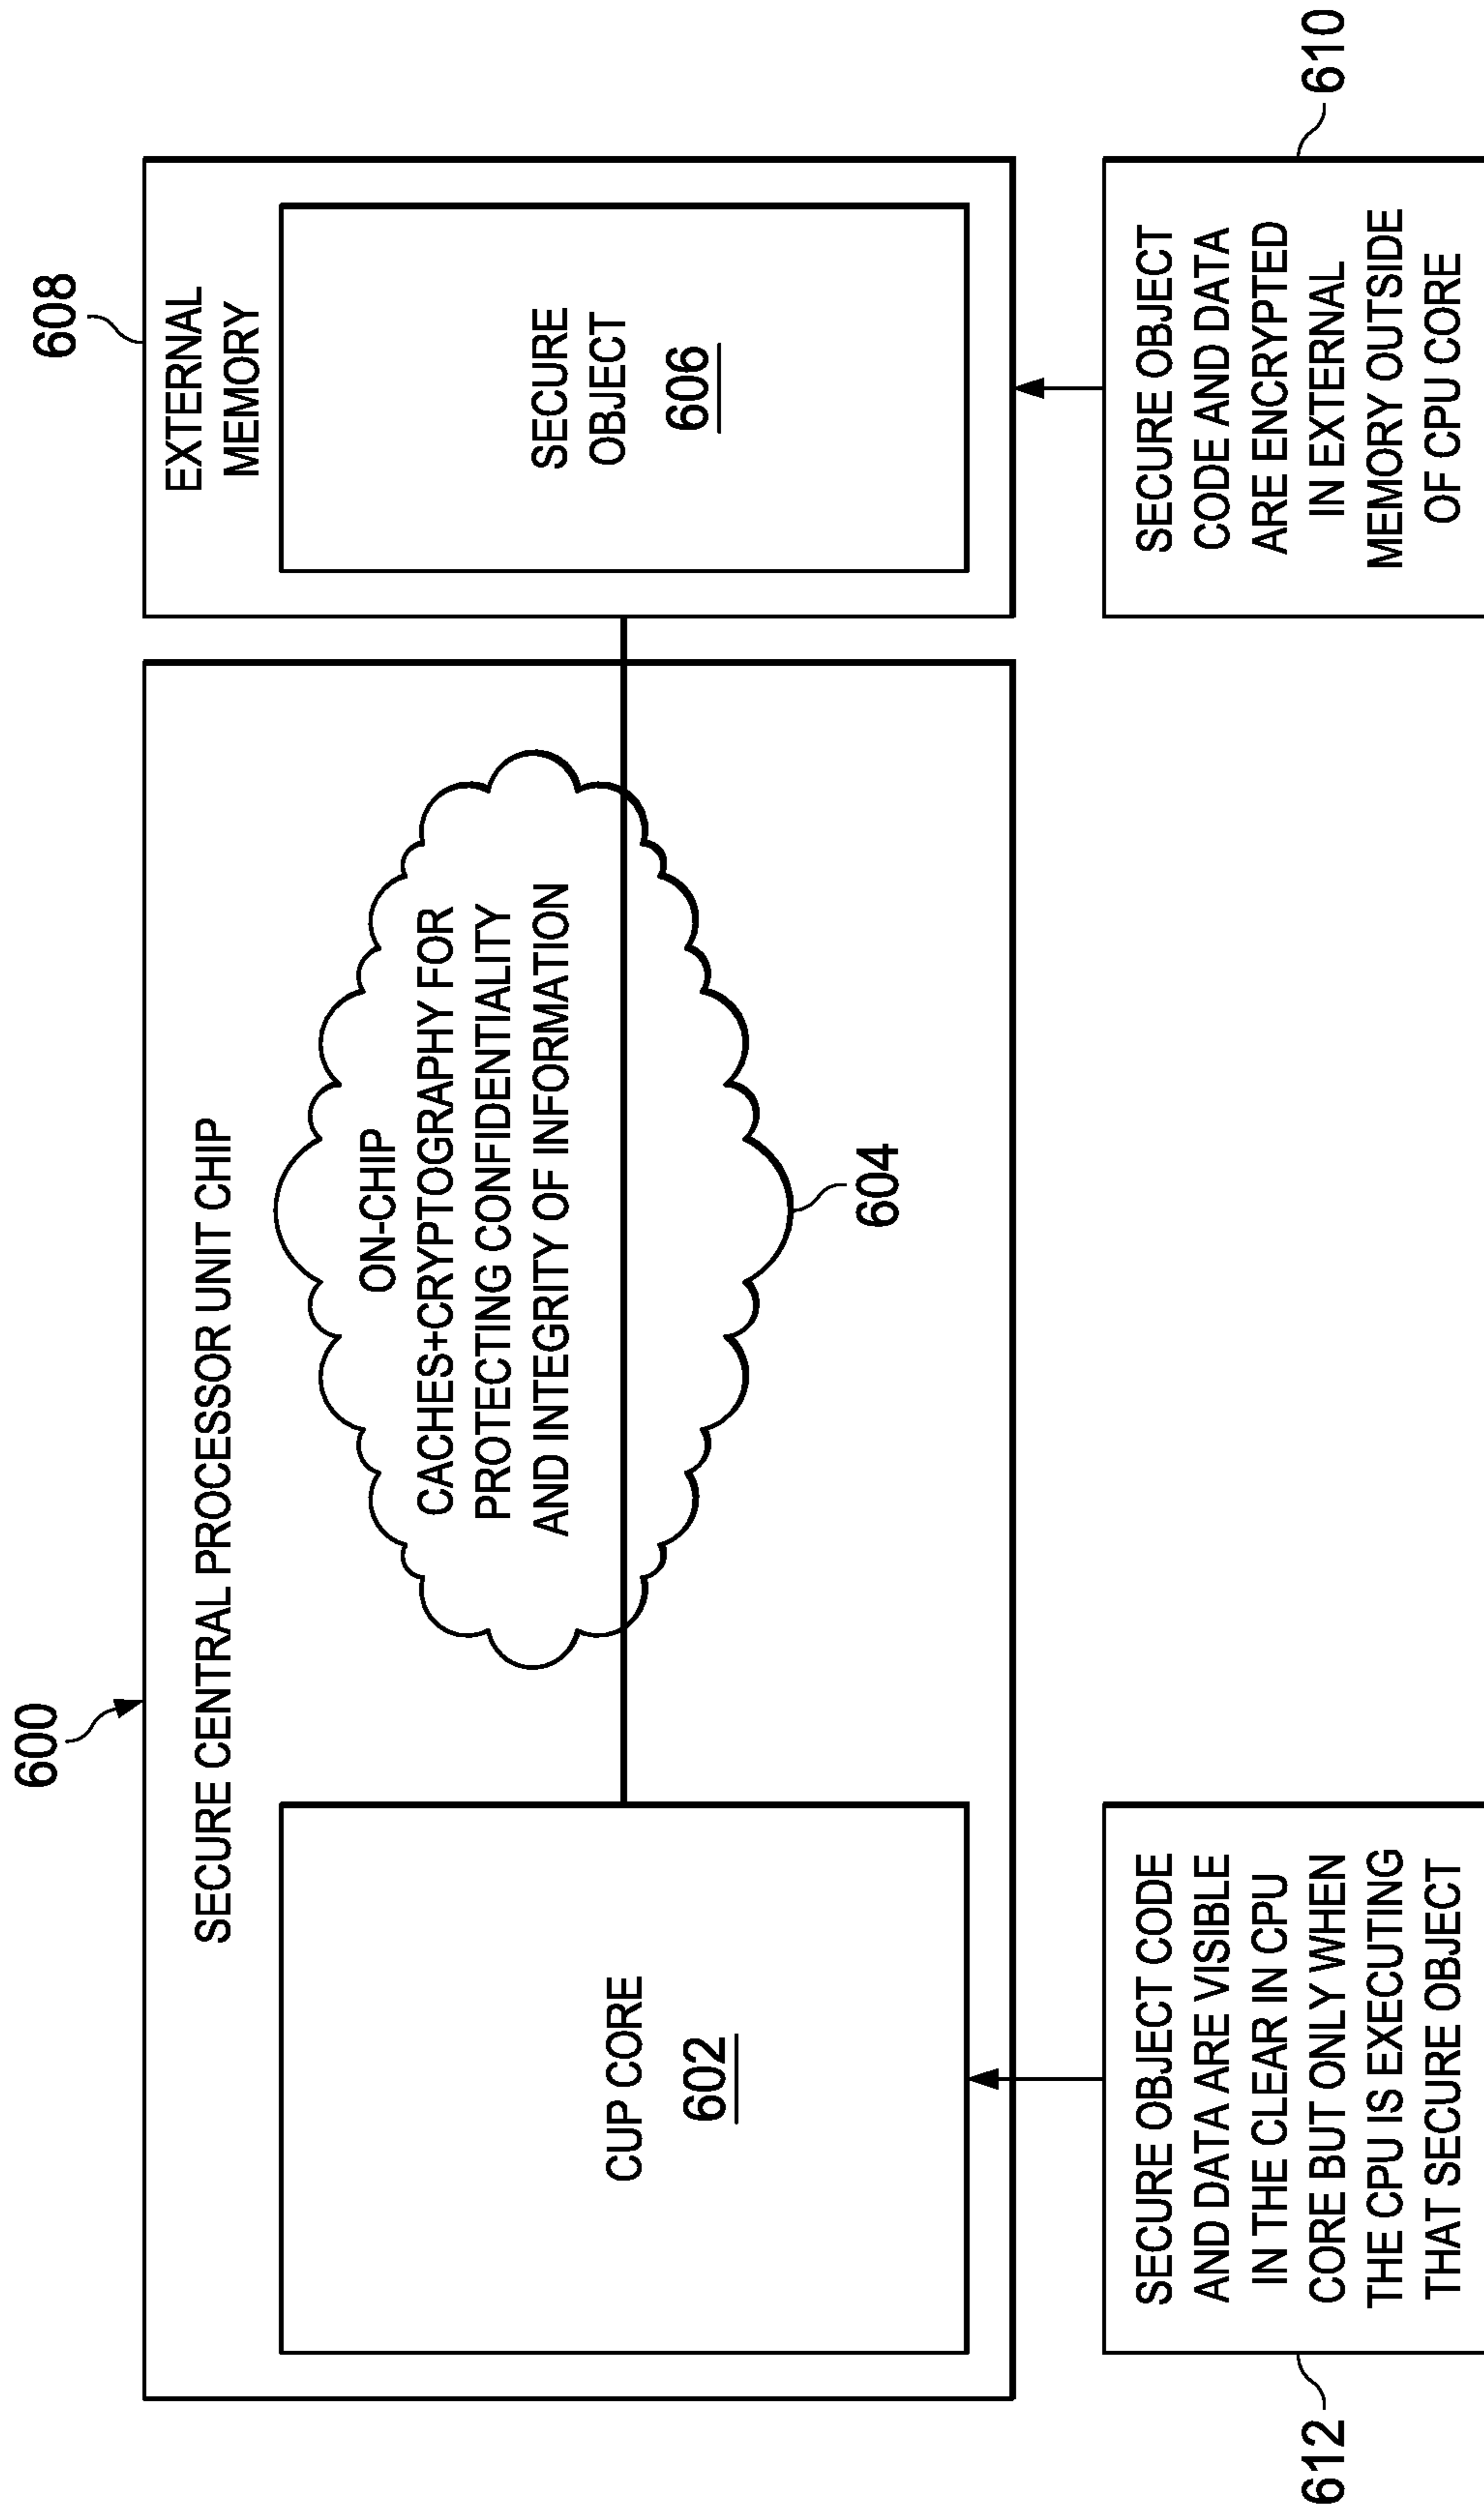 600
SECURE CENTRAL PROCESSOR UNIT CHIP
CUP CORE
602
ON-CHIP
CACHES+CRYPTOGRAPHY FOR
PROTECTING CONFIDENTIALITY
AND INTEGRITY OF INFORMATION
604
608
EXTERNAL
MEMORY
SECURE
OBJECT
606
612
SECURE OBJECT CODE
AND DATA ARE VISIBLE
IN THE CLEAR IN CPU
CORE BUT ONLY WHEN
THE CPU IS EXECUTING
THAT SECURE OBJECT
SECURE OBJECT
CODE AND DATA
ARE ENCRYPTED
IN EXTERNAL
MEMORY OUTSIDE
OF CPU CORE
610